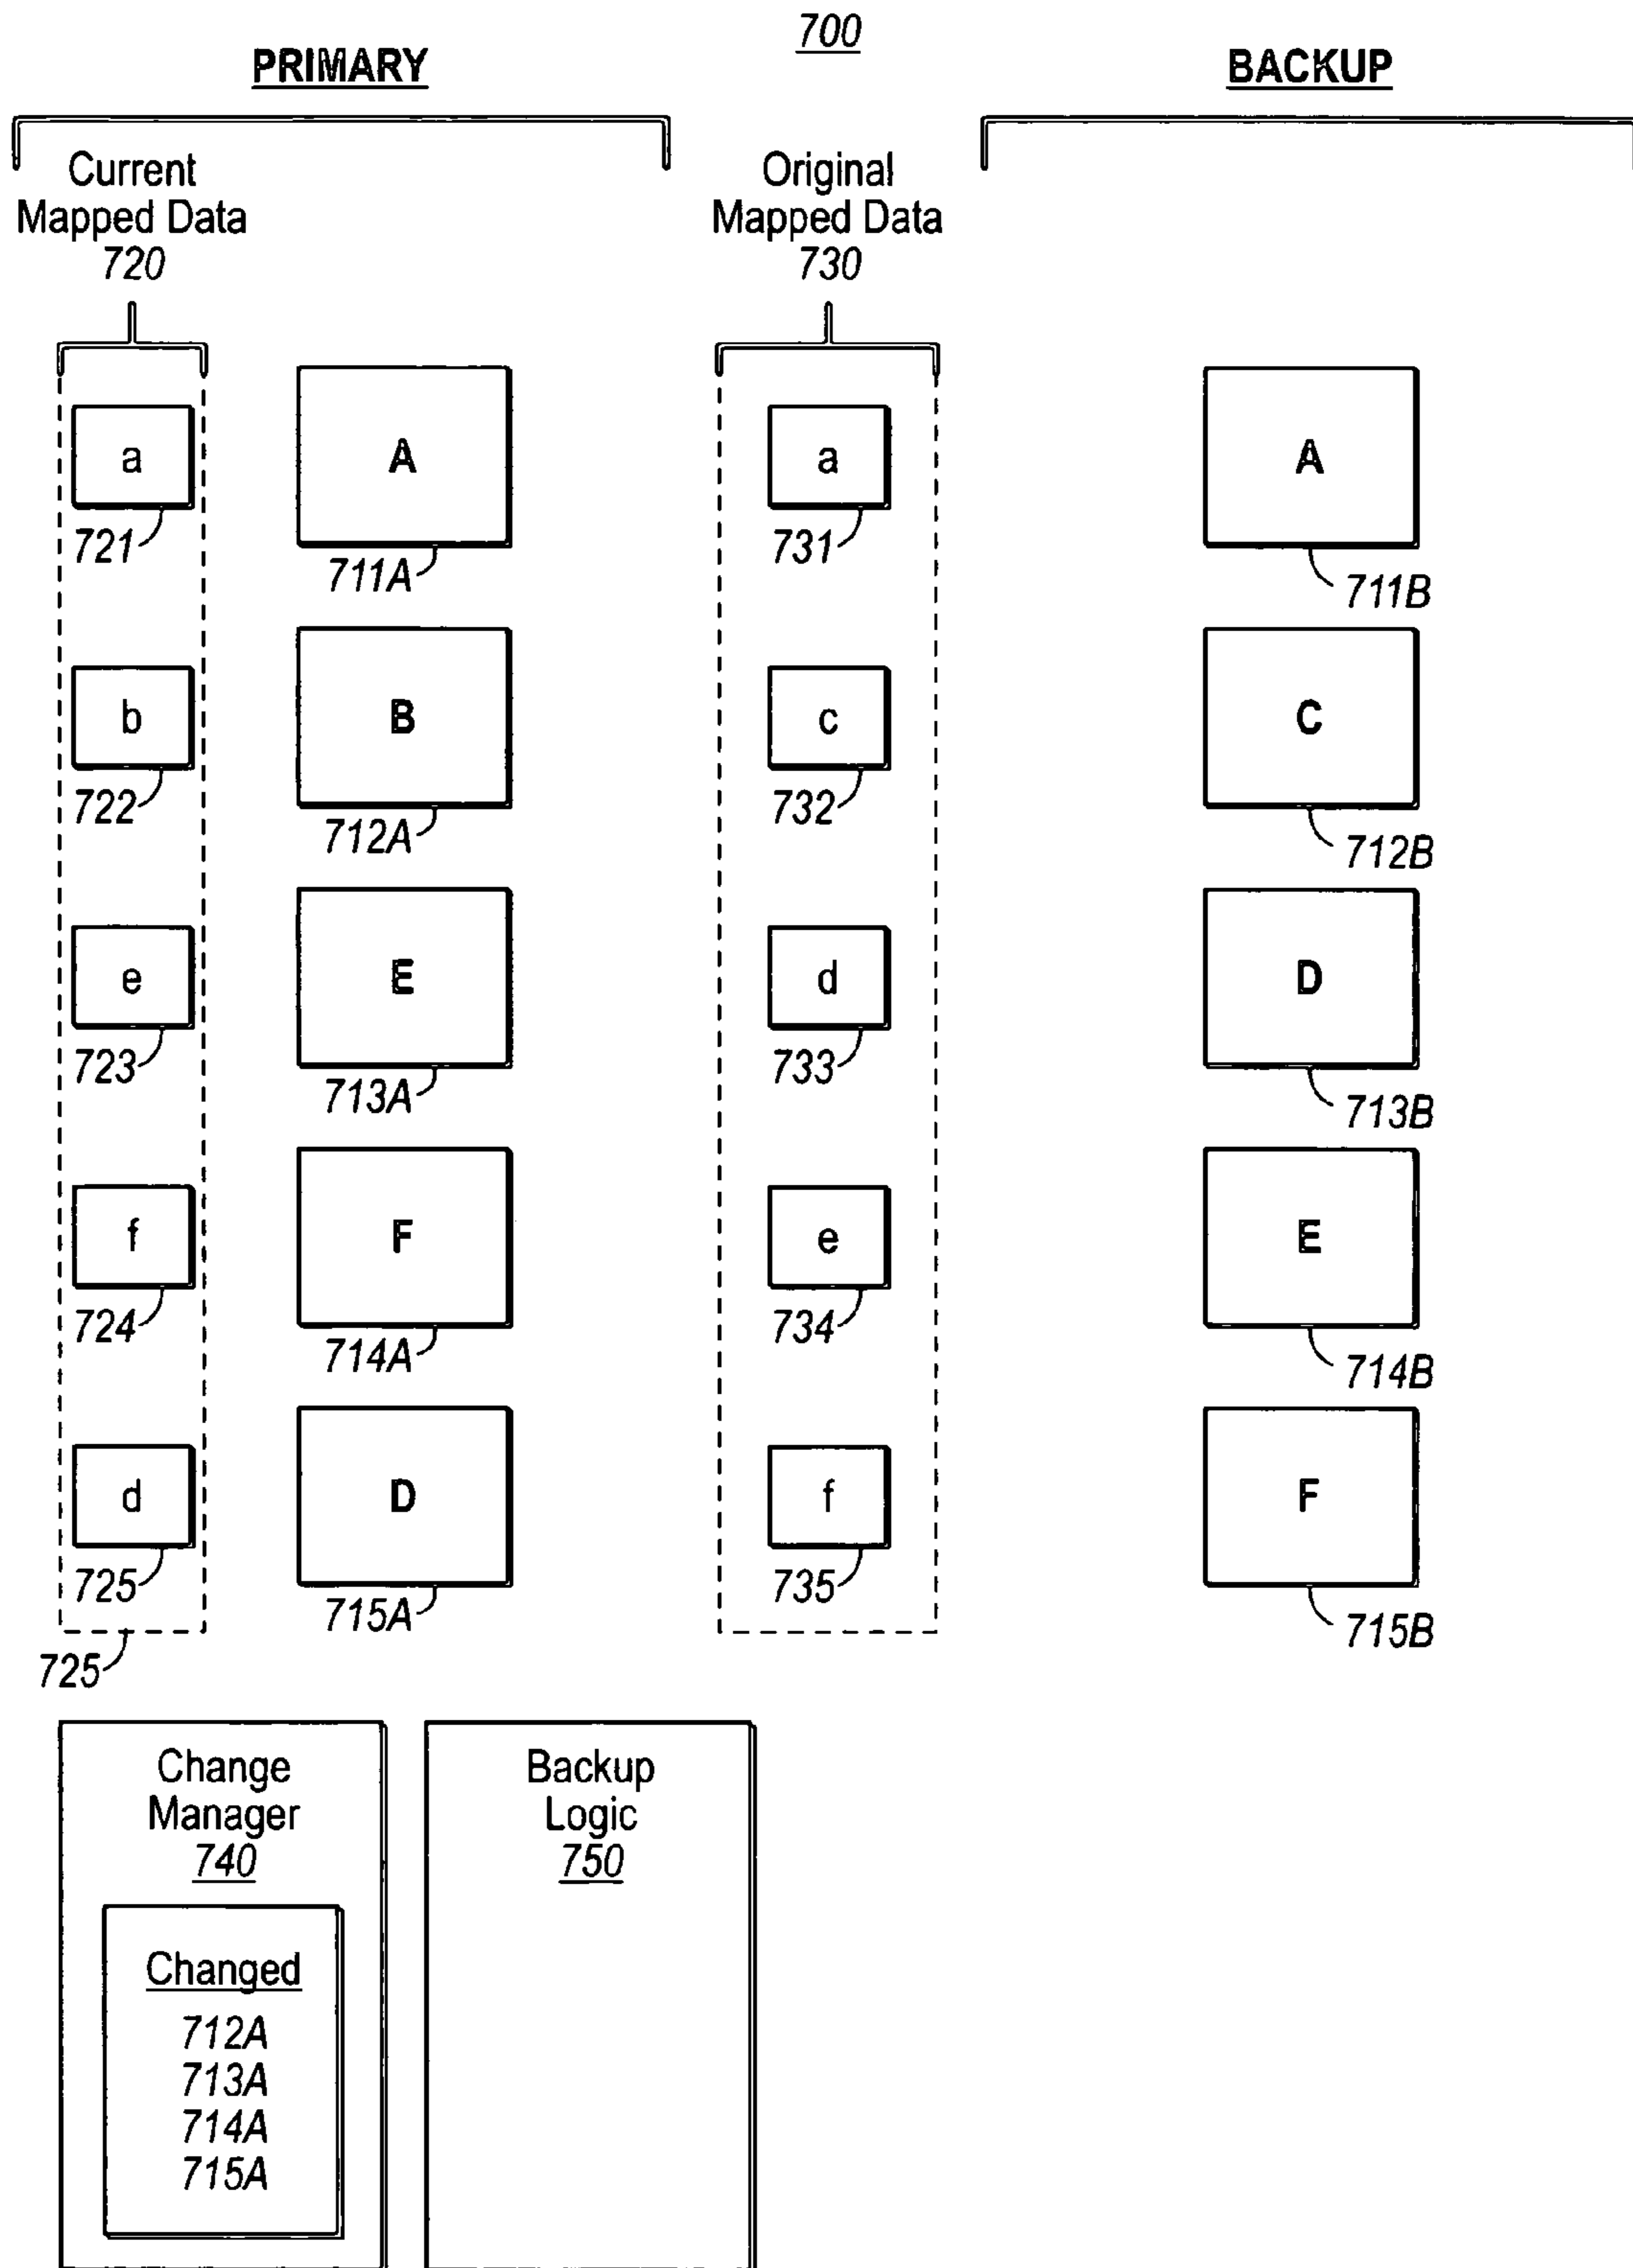 700
PRIMARY
BACKUP
Current
Mapped Data
720
Original
Mapped Data
730
a
A
a
A
721
711A
731
711B
b
B
c
C
722
712A
732
712B
e
E
d
D
723
713A
733
713B
f
F
e
E
724
714A
734
714B
d
D
f
F
725
715A
735
715B
725
Change
Manager
740
Changed
712A
713A
714A
715A
Backup
Logic
750